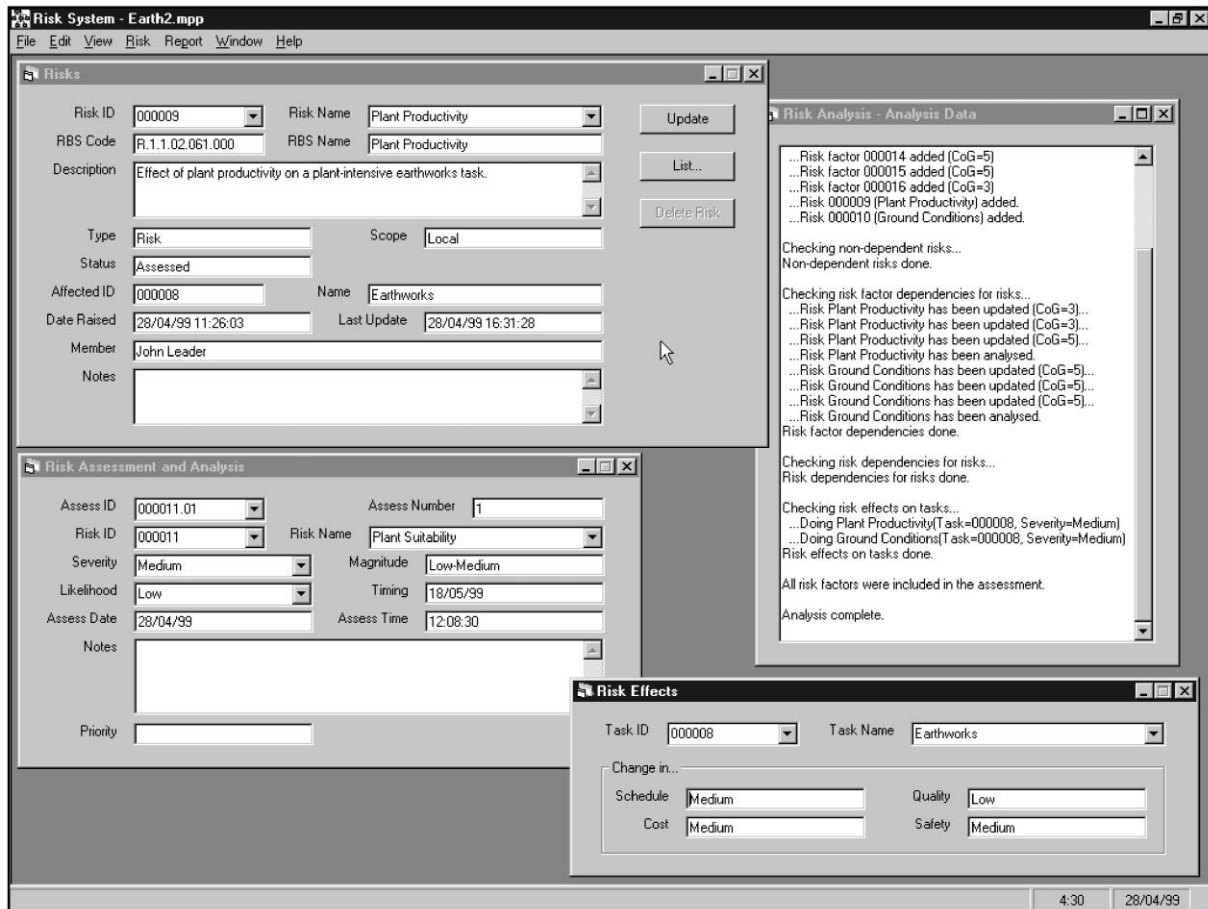 Risk System - Earth2.mpp
File Edit View Risk Report Window Help
Risks
Risk ID 000009 Risk Name Plant Productivity Update
RBS Code R.1.1.02.061.000 RBS Name Plant Productivity
Description Effect of plant productivity on a plant-intensive earthworks task. List...
Delete Risk
Type Risk Scope Local
Status Assessed
Affected ID 000008 Name Earthworks
Date Raised 28/04/99 11:26:03 Last Update 28/04/99 16:31:28
Member John Leader
Notes
Risk Analysis - Analysis Data
...Risk factor 000014 added (CoG=5)
...Risk factor 000015 added (CoG=5)
...Risk factor 000016 added (CoG=3)
...Risk 000009 (Plant Productivity) added.
...Risk 000010 (Ground Conditions) added.
Checking non-dependent risks...
Non-dependent risks done.
Checking risk factor dependencies for risks...
...Risk Plant Productivity has been updated (CoG=3)...
...Risk Plant Productivity has been updated (CoG=3)...
...Risk Plant Productivity has been updated (CoG=5)...
...Risk Plant Productivity has been analysed.
...Risk Ground Conditions has been updated (CoG=5)...
...Risk Ground Conditions has been updated (CoG=5)...
...Risk Ground Conditions has been updated (CoG=5)...
...Risk Ground Conditions has been analysed.
Risk factor dependencies done.
Checking risk dependencies for risks...
Risk dependencies for risks done.
Checking risk effects on tasks...
...Doing Plant Productivity(Task=000008, Severity=Medium)
...Doing Ground Conditions(Task=000008, Severity=Medium)
Risk effects on tasks done.
All risk factors were included in the assessment.
Analysis complete.
Risk Assessment and Analysis
Assess ID 000011.01 Assess Number 1
Risk ID 000011 Risk Name Plant Suitability
Severity Medium Magnitude Low-Medium
Likelihood Low Timing 18/05/99
Assess Date 28/04/99 Assess Time 12:08:30
Notes
Priority
Risk Effects
Task ID 000008 Task Name Earthworks
Change in...
Schedule Medium Quality Low
Cost Medium Safety Medium
4:30 28/04/99